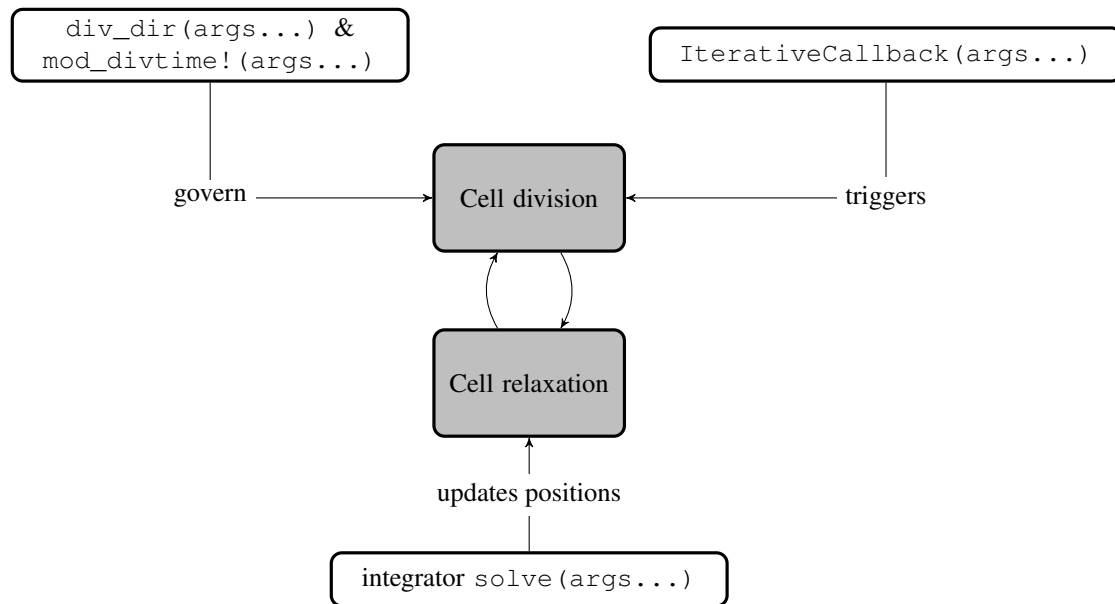 div_dir(args...) &
mod_divtime!(args...)
IterativeCallback(args...)
govern
Cell division
triggers
Cell relaxation
updates positions
integrator solve(args...)